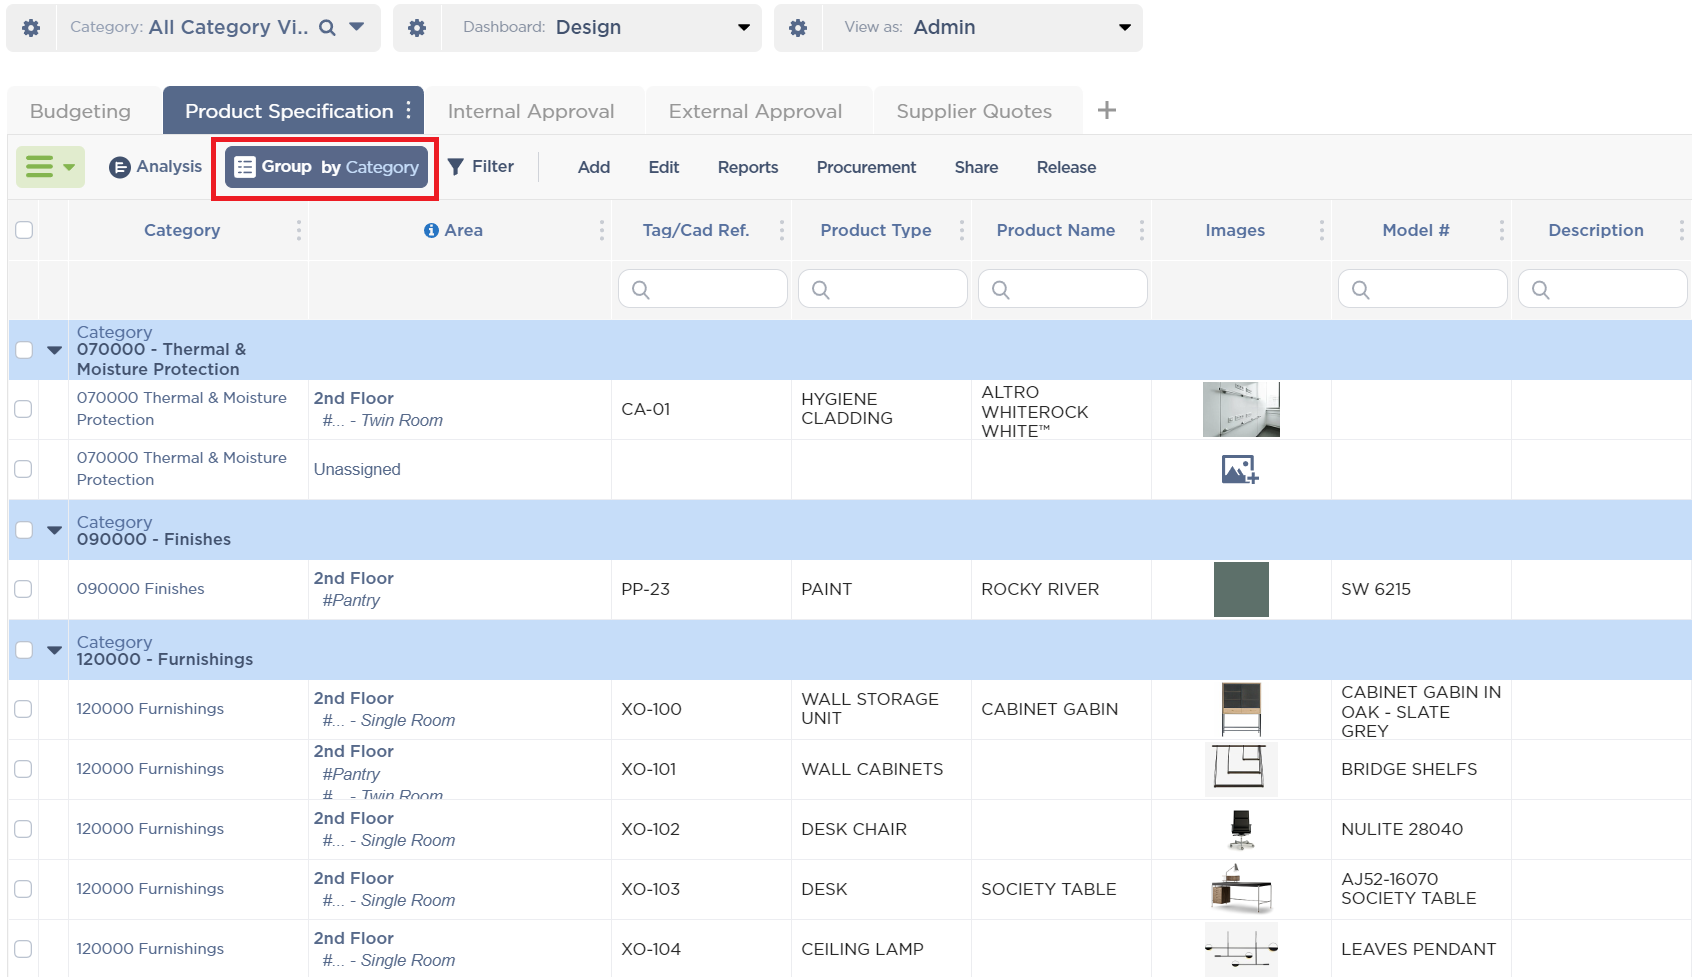 Category: All Category Vi..
Dashboard: Design
View as: Admin
Budgeting
Product Specification
Internal Approval
External Approval
Supplier Quotes
Analysis
Group by Category
Filter
Add
Edit
Reports
Procurement
Share
Release
Category
Area
Tag/Cad Ref.
Product Type
Product Name
Images
Model #
Description
Category
070000 - Thermal &
Moisture Protection
070000 Thermal & Moisture
Protection
2nd Floor
#... - Twin Room
CA-01
HYGIENE
CLADDING
ALTRO
WHITEROCK
WHITE™
070000 Thermal & Moisture
Protection
Unassigned
Category
090000 - Finishes
090000 Finishes
2nd Floor
#Pantry
PP-23
PAINT
ROCKY RIVER
SW 6215
Category
120000 - Furnishings
120000 Furnishings
2nd Floor
#... - Single Room
XO-100
WALL STORAGE
UNIT
CABINET GABIN
CABINET GABIN IN
OAK - SLATE
GREY
120000 Furnishings
2nd Floor
#Pantry
#... - Twin Room
XO-101
WALL CABINETS
BRIDGE SHELFS
120000 Furnishings
2nd Floor
#... - Single Room
XO-102
DESK CHAIR
NULITE 28040
120000 Furnishings
2nd Floor
#... - Single Room
XO-103
DESK
SOCIETY TABLE
AJ52-16070
SOCIETY TABLE
120000 Furnishings
2nd Floor
#... - Single Room
XO-104
CEILING LAMP
LEAVES PENDANT